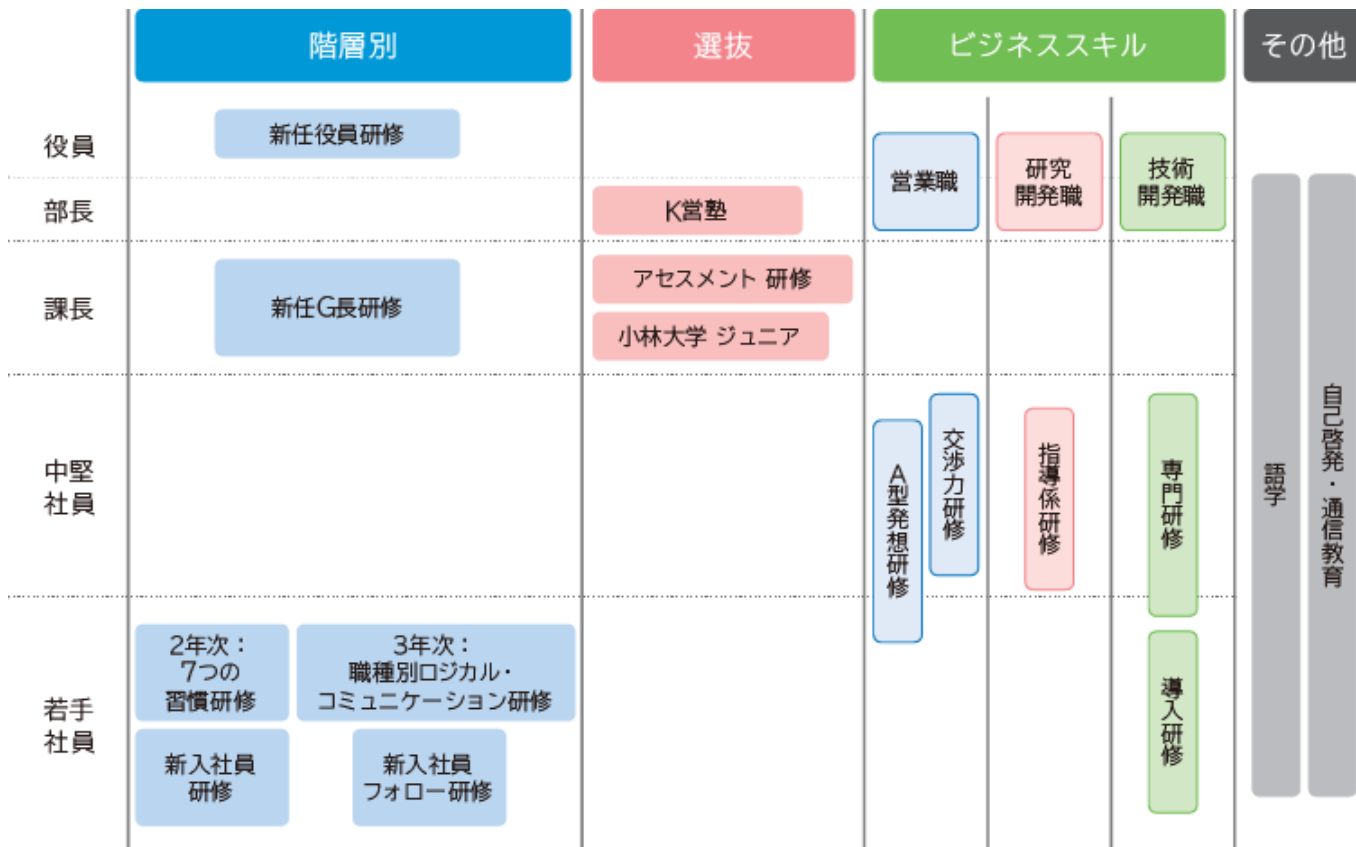 階層別
選抜
ビジネススキル
その他
役員
新任役員研修
営業職
研究
開発職
技術
開発職
部長
K営塾
課長
新任G長研修
アセスメント 研修
小林大学 ジュニア
中堅
社員
A型発想研修
交渉力研修
指導係研修
専門研修
語学
自己啓発・通信教育
若手
社員
2年次：
7つの
習慣研修
3年次：
職種別ロジカル・
コミュニケーション研修
新入社員
研修
新入社員
フォロー研修
導入研修